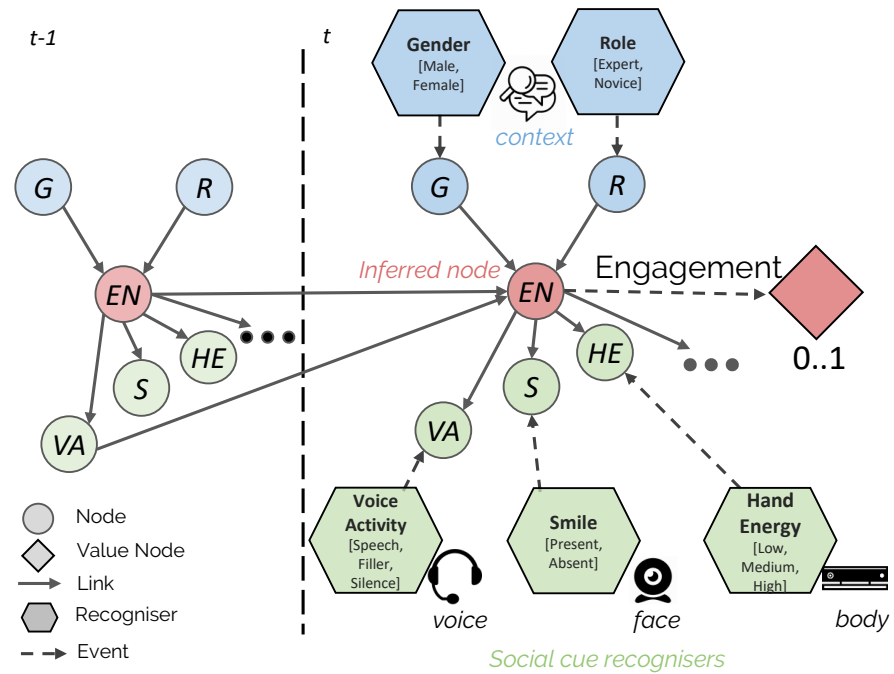 t-1
t
Gender
[Male,
Female]
Role
[Expert,
Novice]
context
G
R
G
R
Inferred node
Engagement
EN
EN
0..1
HE
S
VA
HE
S
VA
Voice
Activity
[Speech,
Filler,
Silence]
Smile
[Present,
Absent]
Hand
Energy
[Low,
Medium,
High]
voice
face
body
Social cue recognisers
Node
Value Node
Link
Recogniser
Event